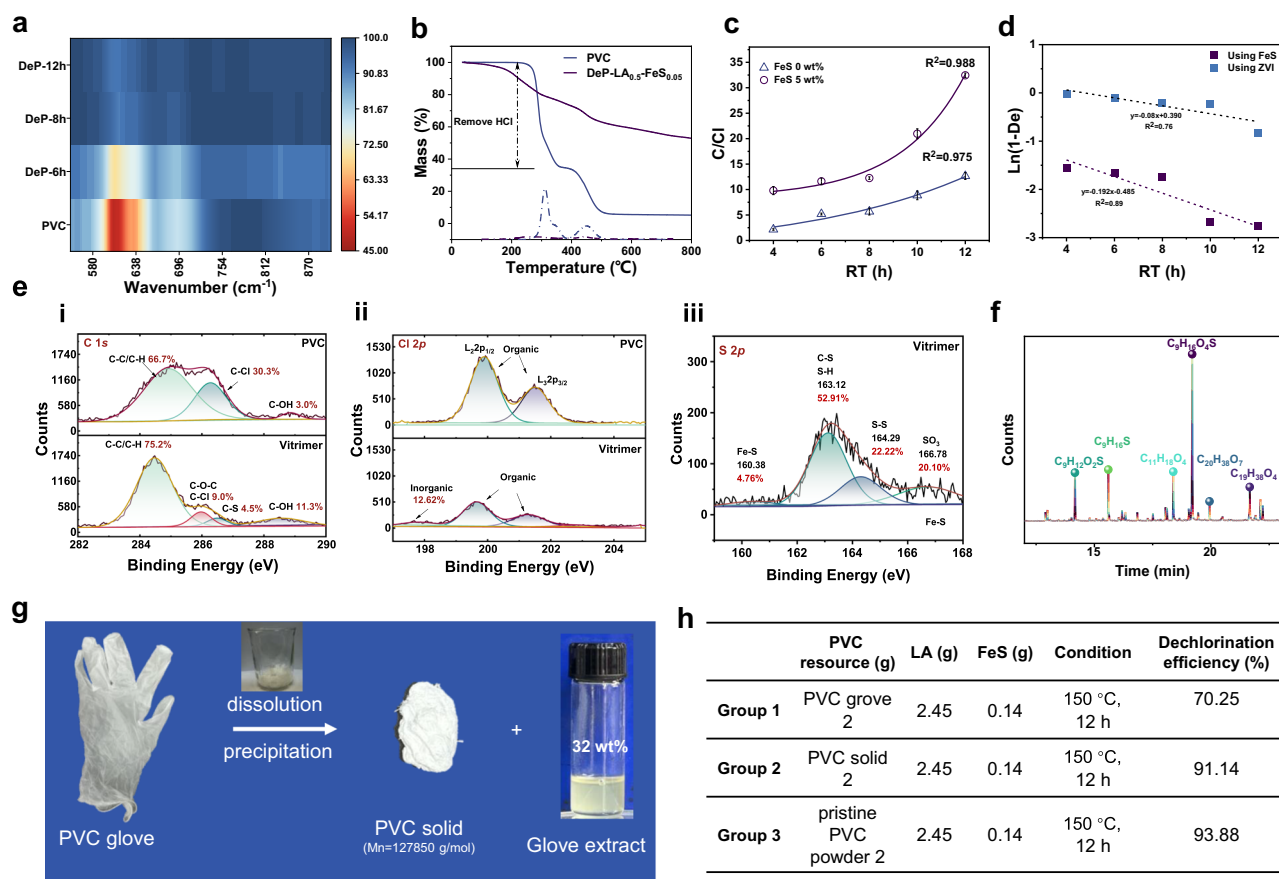 a
DeP-12h
DeP-8h
DeP-6h
PVC
580
638
696
754
812
870
Wavenumber (cm⁻¹)
100.0
90.83
81.67
72.50
63.33
54.17
45.00
b
PVC
DeP-LA₀.₅-FeS₀.₀₅
Remove HCl
Mass (%)
100
80
60
40
20
0
0
200
400
600
800
Temperature (℃)
c
FeS 0 wt%
FeS 5 wt%
R²=0.988
R²=0.975
C/Cl
35
30
25
20
15
10
5
0
4
6
8
10
12
RT (h)
d
Using FeS
Using ZVI
y=-0.08x+0.390
R²=0.76
y=-0.192x-0.485
R²=0.89
Ln(1-De)
1
0
-1
-2
-3
4
6
8
10
12
RT (h)
e
i
C 1s
PVC
C-C/C-H 66.7%
C-Cl 30.3%
C-OH 3.0%
1740
1160
580
0
Vitrimer
C-C/C-H 75.2%
C-O-C
C-Cl 9.0%
C-S 4.5%
C-OH 11.3%
1740
1160
580
0
Counts
282
284
286
288
290
Binding Energy (eV)
ii
Cl 2p
PVC
L₂2p₁/₂
Organic
L₃2p₃/₂
1530
1020
510
0
Vitrimer
Inorganic
12.62%
Organic
1530
1020
510
0
Counts
198
200
202
204
Binding Energy (eV)
iii
S 2p
Vitrimer
C-S
S-H
163.12
52.91%
S-S
164.29
22.22%
SO₃
166.78
20.10%
Fe-S
160.38
4.76%
Fe-S
Counts
300
200
100
0
160
162
164
166
168
Binding Energy (eV)
f
C₉H₁₆O₄S
C₉H₁₆S
C₉H₁₂O₂S
C₁₁H₁₈O₄
C₂₀H₃₈O₇
C₁₉H₃₈O₄
Counts
15
20
Time (min)
g
dissolution
precipitation
+
32 wt%
PVC glove
PVC solid
(Mn=127850 g/mol)
Glove extract
h
PVC resource (g) LA (g) FeS (g) Condition Dechlorination efficiency (%)
Group 1 PVC grove 2 2.45 0.14 150 °C, 12 h 70.25
Group 2 PVC solid 2 2.45 0.14 150 °C, 12 h 91.14
Group 3 pristine PVC powder 2 2.45 0.14 150 °C, 12 h 93.88